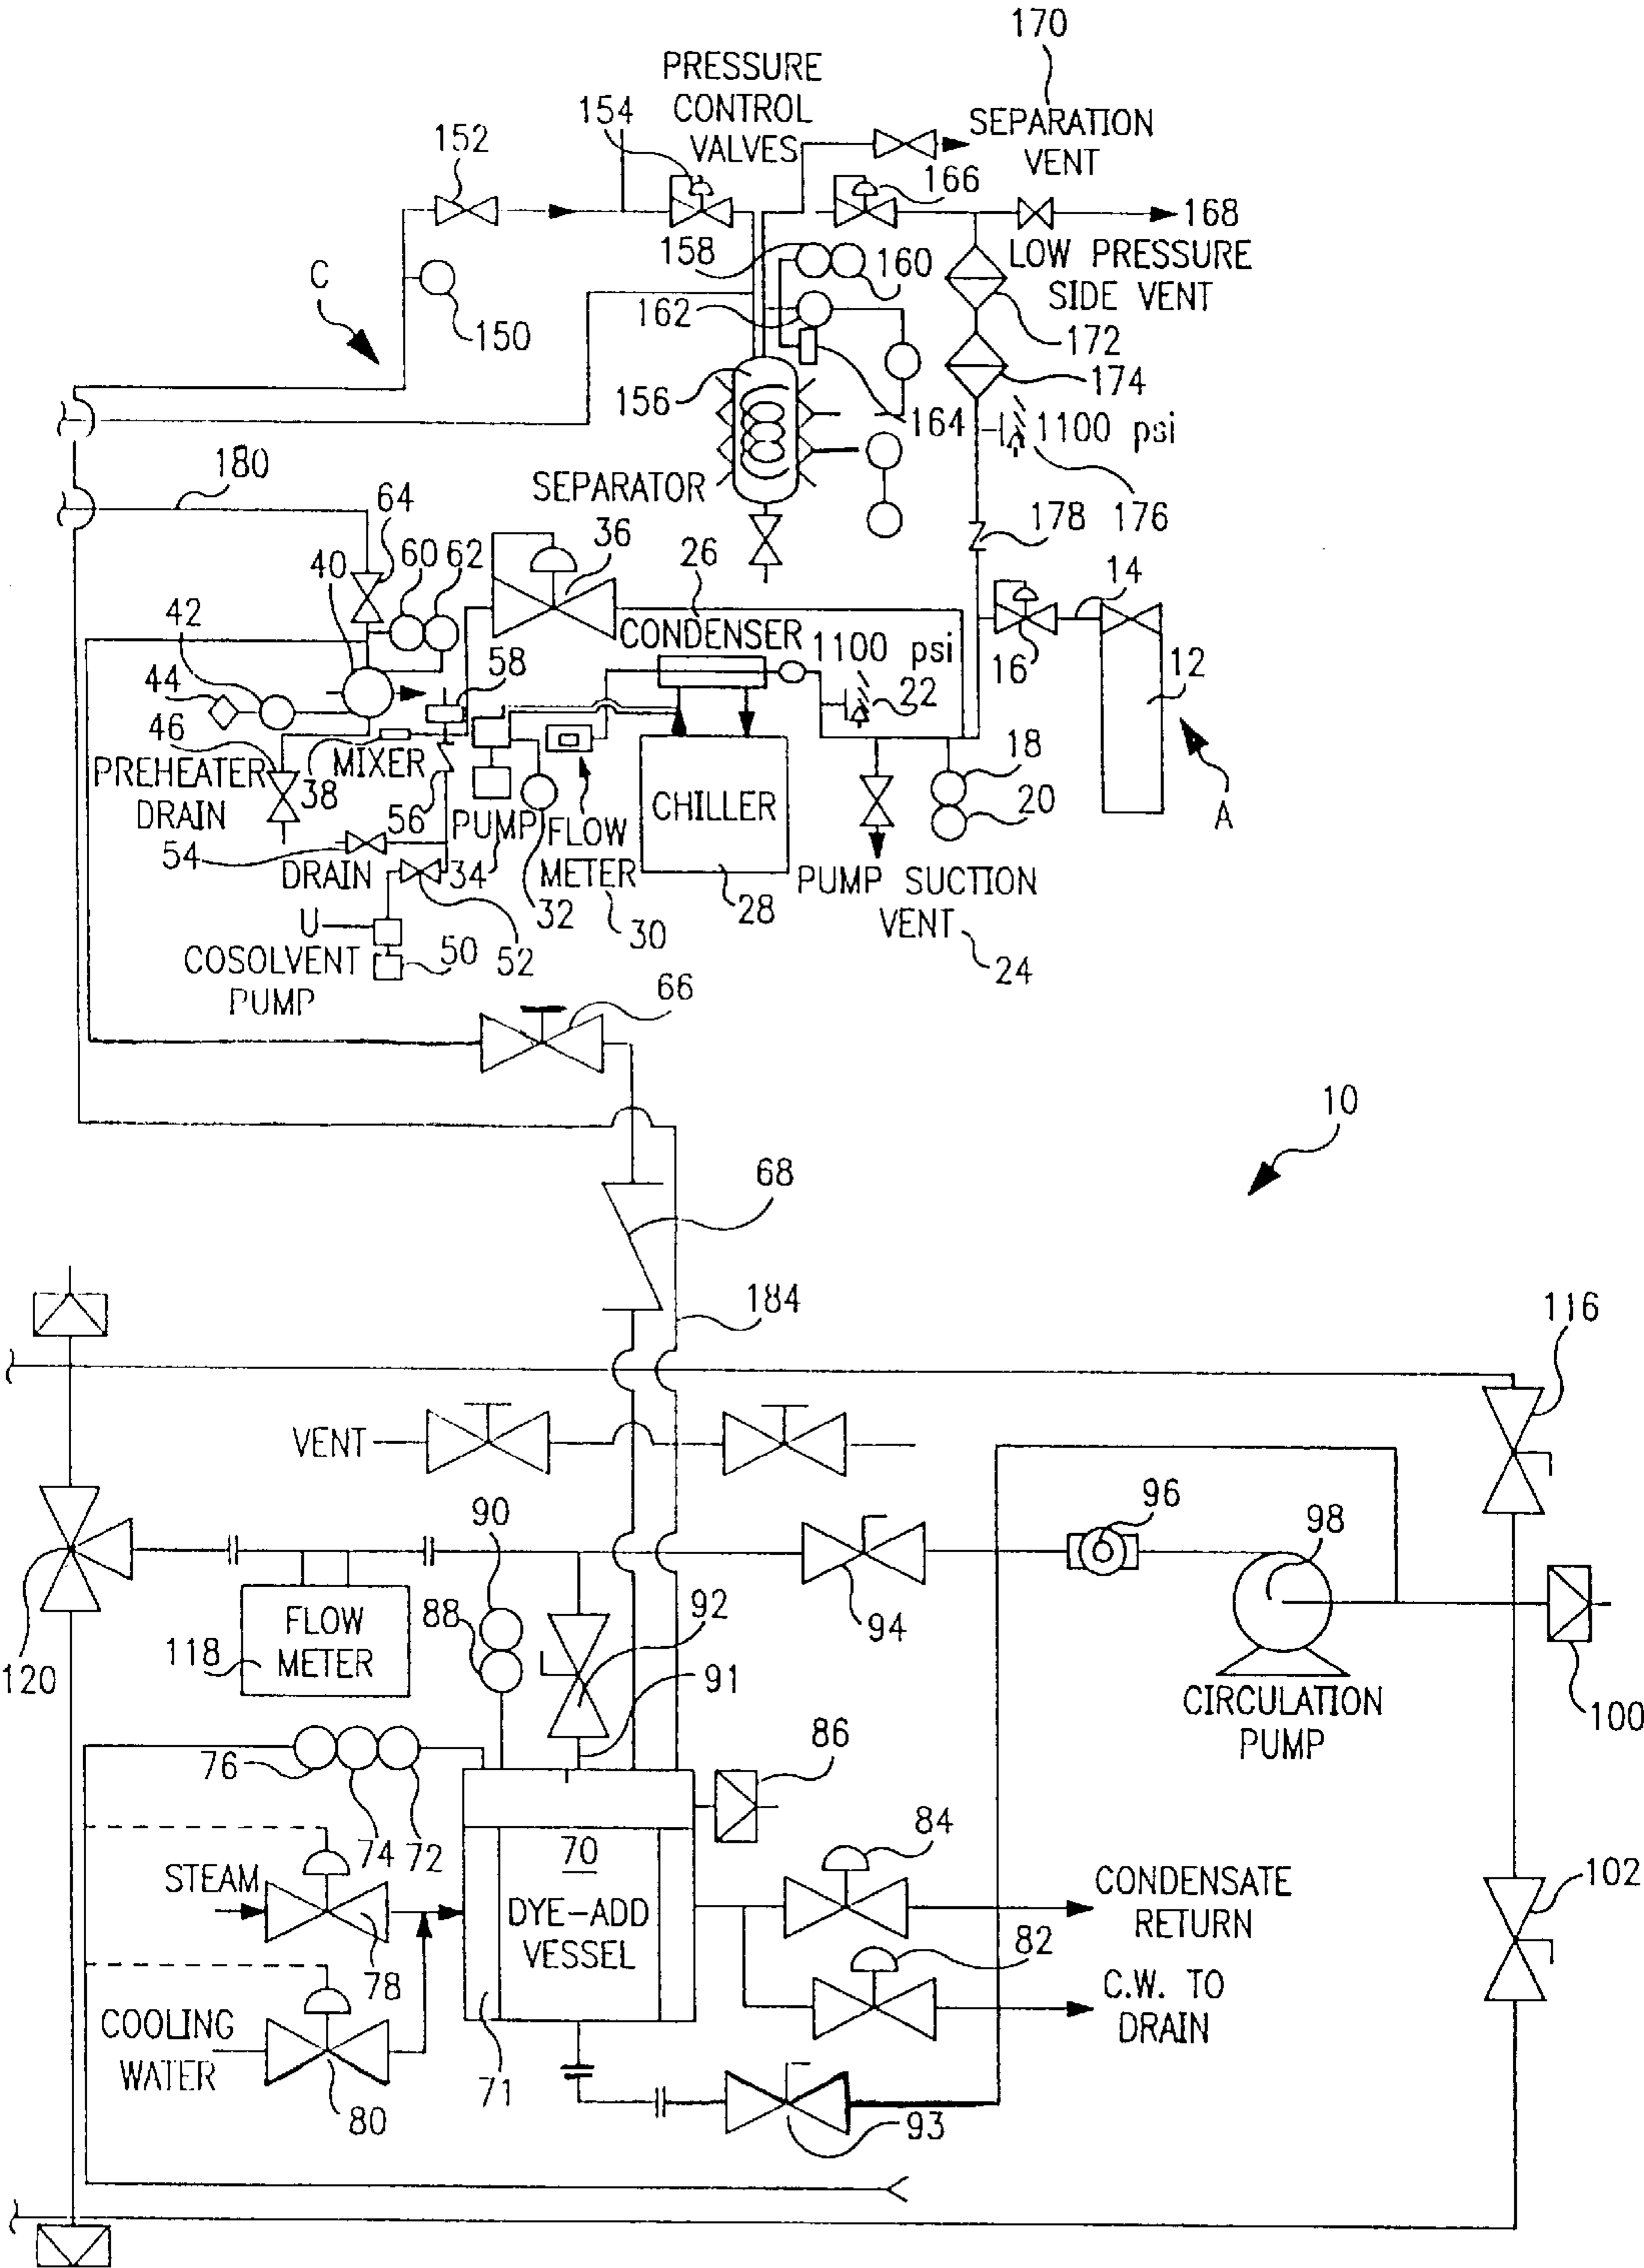 170
PRESSURE
CONTROL
VALVES
154
SEPARATION
VENT
152
166
168
LOW PRESSURE
SIDE VENT
158
160
C
150
162
172
174
156
164
1100 psi
180
SEPARATOR
176
64
178
36
60
62
26
40
14
42
CONDENSER
1100 psi
16
58
12
44
22
46
PREHEATER
DRAIN
38
MIXER
18
CHILLER
56
PUMP
FLOW
METER
20
A
54
DRAIN
34
PUMP SUCTION
VENT
28
32
30
U
50
52
24
COSOLVENT
PUMP
66
10
68
184
116
VENT
90
96
98
92
88
FLOW
METER
118
94
91
120
CIRCULATION
PUMP
100
86
76
74
72
84
70
DYE-ADD
VESSEL
STEAM
102
CONDENSATE
RETURN
78
82
C.W. TO
DRAIN
COOLING
WATER
71
80
93